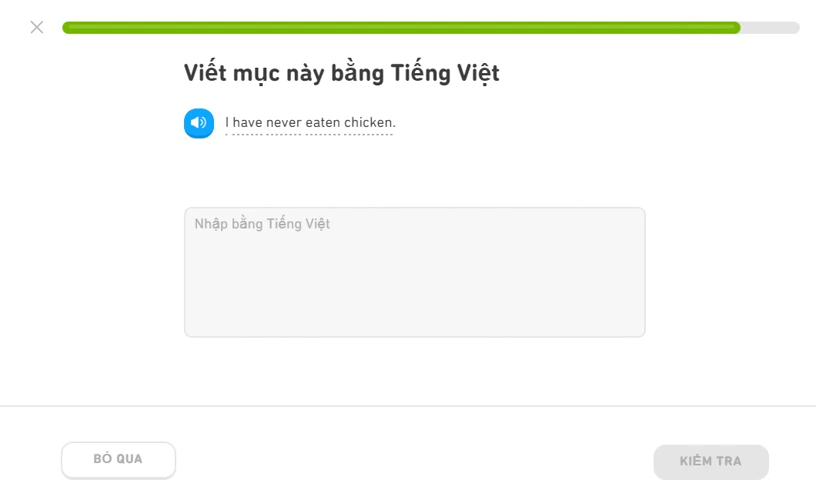 Viết mục này bằng Tiếng Việt
I have never eaten chicken.
Nhập bằng Tiếng Việt
BỎ QUA
KIỂM TRA